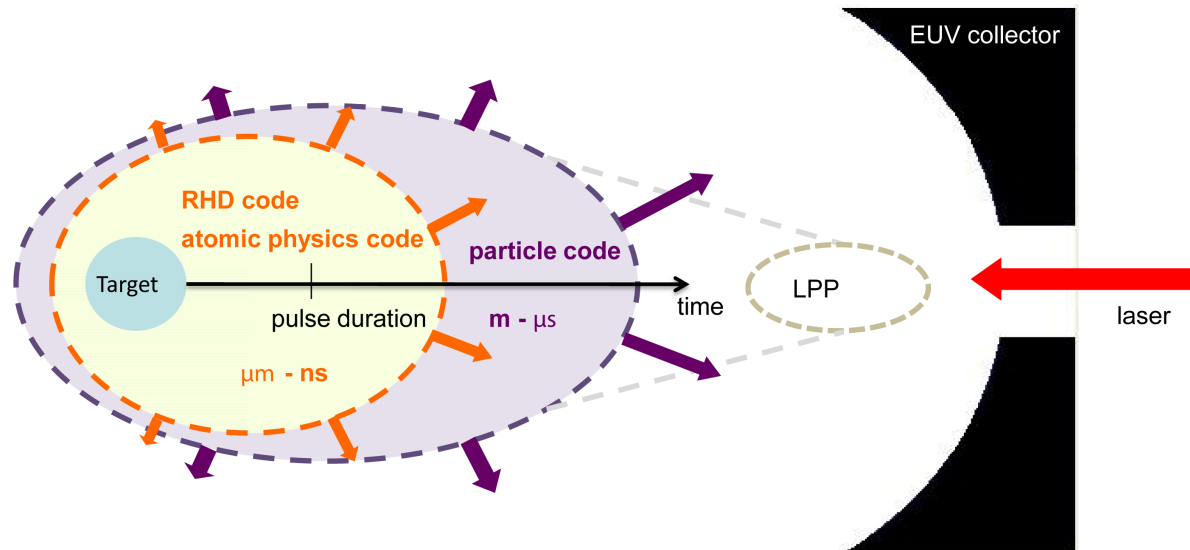 EUV collector
RHD code
atomic physics code
particle code
Target
LPP
time
pulse duration
m - μs
laser
μm - ns